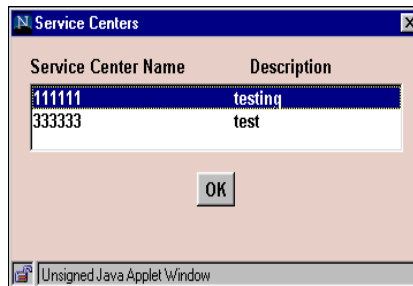 N Service Centers X
Service Center Name Description
111111 testing
333333 test
OK
Unsigned Java Applet Window